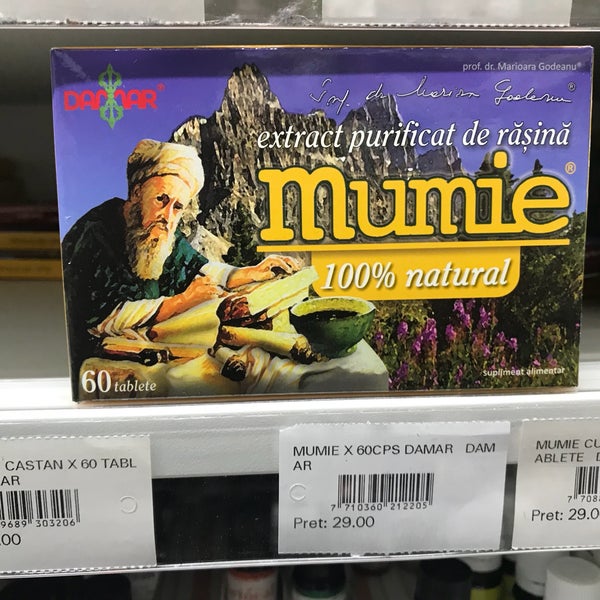 prof. dr. Marioara Godeanu®
DAMAR®
extract purificat de rășină
mumie®
100% natural
60 tablete
supliment alimentar
CASTAN X 60 TABL
AR
9689 303206
.00
MUMIE X 60CPS DAMAR DAM
AR
7 710360 212205
Pret: 29.00
MUMIE CU
ABLETE D
7 708
Pret: 29.0